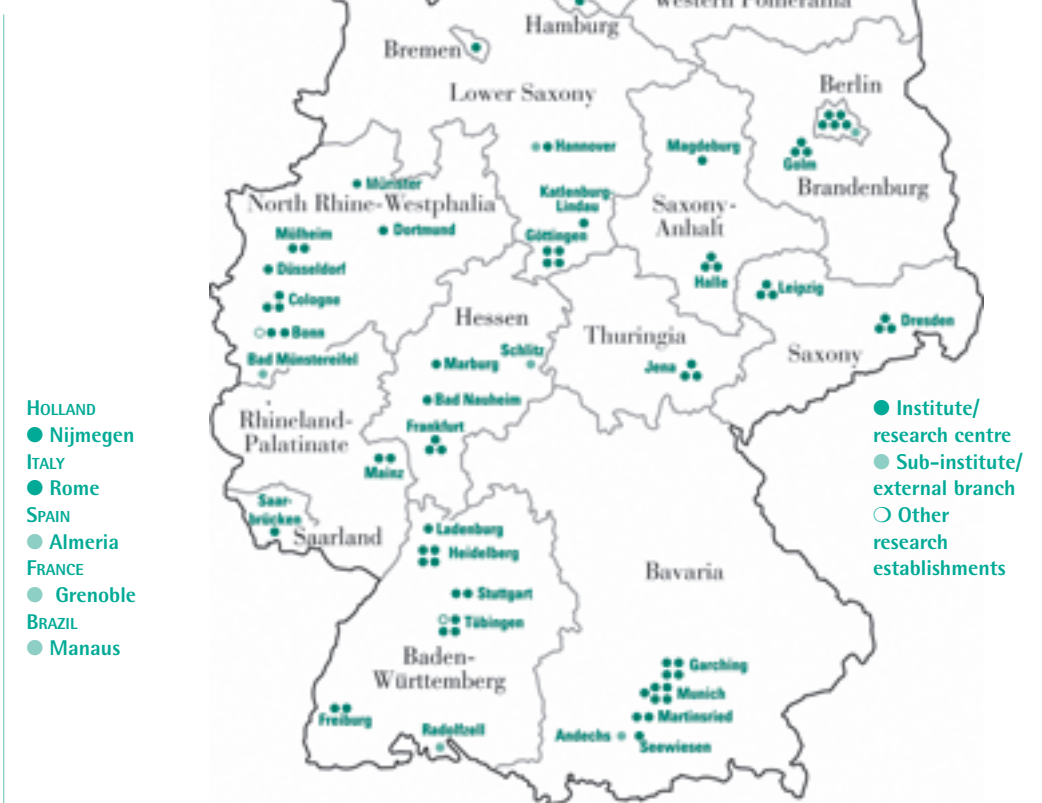 Western Pomerania
Hamburg
Bremen
Lower Saxony
Berlin
Hannover
Magdeburg
Golm
Brandenburg
Münster
North Rhine-Westphalia
Katlenburg-
Lindau
Saxony-
Anhalt
Dortmund
Mülheim
Göttingen
Düsseldorf
Halle
Leipzig
Cologne
Hessen
Dresden
Bonn
Thuringia
Saxony
Schlitz
Bad Münstereifel
Marburg
Jena
Bad Nauheim
Rhineland-
Palatinate
Frankfurt
Mainz
Saar-
brücken
Saarland
Ladenburg
Heidelberg
Bavaria
Stuttgart
Tübingen
Baden-
Württemberg
Garching
Munich
Freiburg
Martinsried
Radolfzell
Andechs
Seewiesen
HOLLAND
● Nijmegen
ITALY
● Rome
SPAIN
● Almeria
FRANCE
● Grenoble
BRAZIL
● Manaus
● Institute/
research centre
● Sub-institute/
external branch
❍ Other
research
establishments